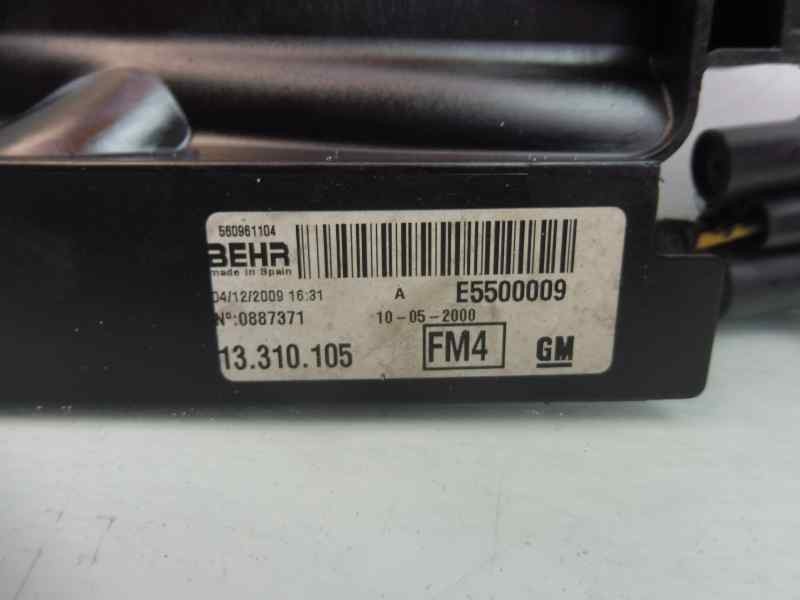 560961104
BEHR
made in Spain
04/12/2009 16:31 A E5500009
Nº:0887371 10-05-2000
13.310.105 FM4 GM